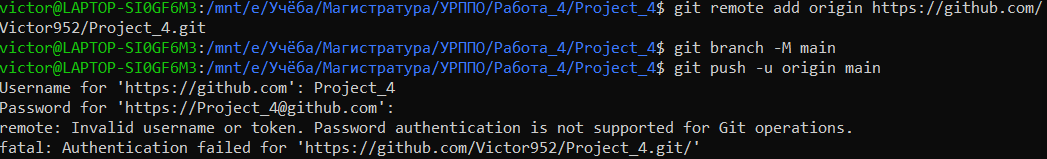 victor@LAPTOP-SI0GF6M3:/mnt/e/Учёба/Магистратура/УРППО/Работа_4/Project_4$ git remote add origin https://github.com/
Victor952/Project_4.git
victor@LAPTOP-SI0GF6M3:/mnt/e/Учёба/Магистратура/УРППО/Работа_4/Project_4$ git branch -M main
victor@LAPTOP-SI0GF6M3:/mnt/e/Учёба/Магистратура/УРППО/Работа_4/Project_4$ git push -u origin main
Username for 'https://github.com': Project_4
Password for 'https://Project_4@github.com':
remote: Invalid username or token. Password authentication is not supported for Git operations.
fatal: Authentication failed for 'https://github.com/Victor952/Project_4.git/'